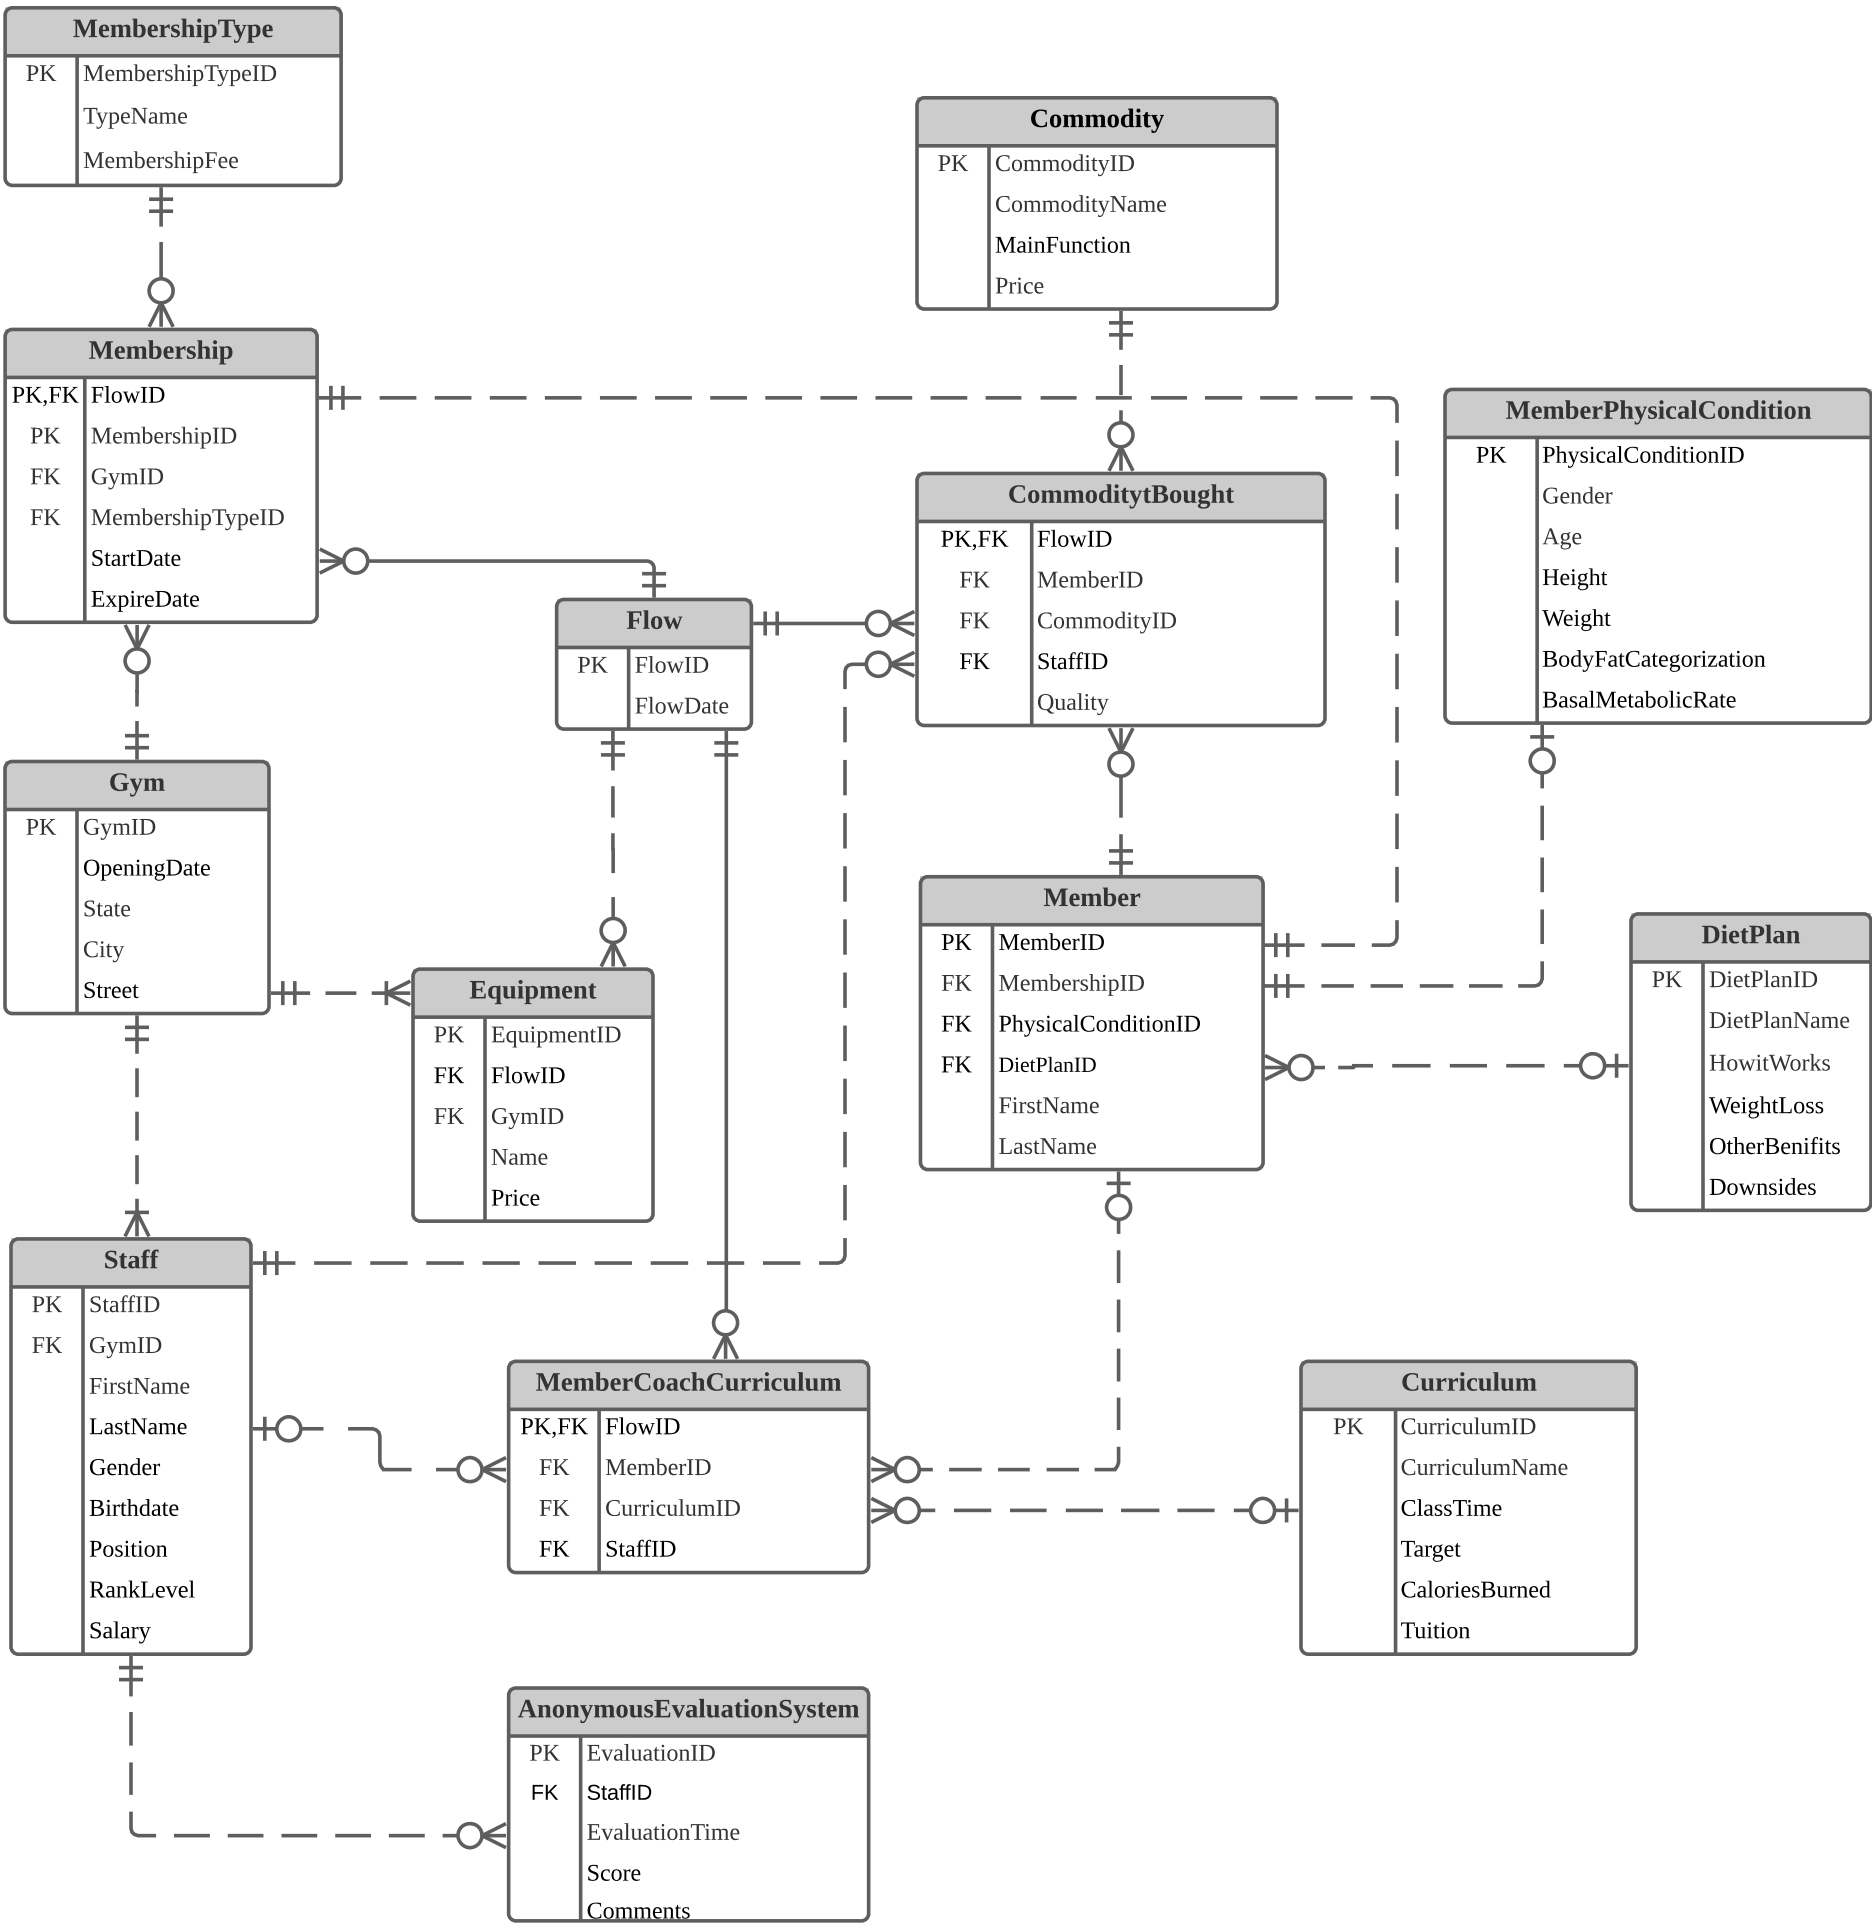 MembershipType
PK MembershipTypeID
TypeName
MembershipFee
Commodity
PK CommodityID
CommodityName
MainFunction
Price
Membership
PK,FK FlowID
PK MembershipID
FK GymID
FK MembershipTypeID
StartDate
ExpireDate
MemberPhysicalCondition
PK PhysicalConditionID
Gender
Age
Height
Weight
BodyFatCategorization
BasalMetabolicRate
CommoditytBought
PK,FK FlowID
FK MemberID
FK CommodityID
FK StaffID
Quality
Flow
PK FlowID
FlowDate
Gym
PK GymID
OpeningDate
State
City
Street
Member
PK MemberID
FK MembershipID
FK PhysicalConditionID
FK DietPlanID
FirstName
LastName
DietPlan
PK DietPlanID
DietPlanName
HowitWorks
WeightLoss
OtherBenifits
Downsides
Equipment
PK EquipmentID
FK FlowID
FK GymID
Name
Price
Staff
PK StaffID
FK GymID
FirstName
LastName
Gender
Birthdate
Position
RankLevel
Salary
MemberCoachCurriculum
PK,FK FlowID
FK MemberID
FK CurriculumID
FK StaffID
Curriculum
PK CurriculumID
CurriculumName
ClassTime
Target
CaloriesBurned
Tuition
AnonymousEvaluationSystem
PK EvaluationID
FK StaffID
EvaluationTime
Score
Comments